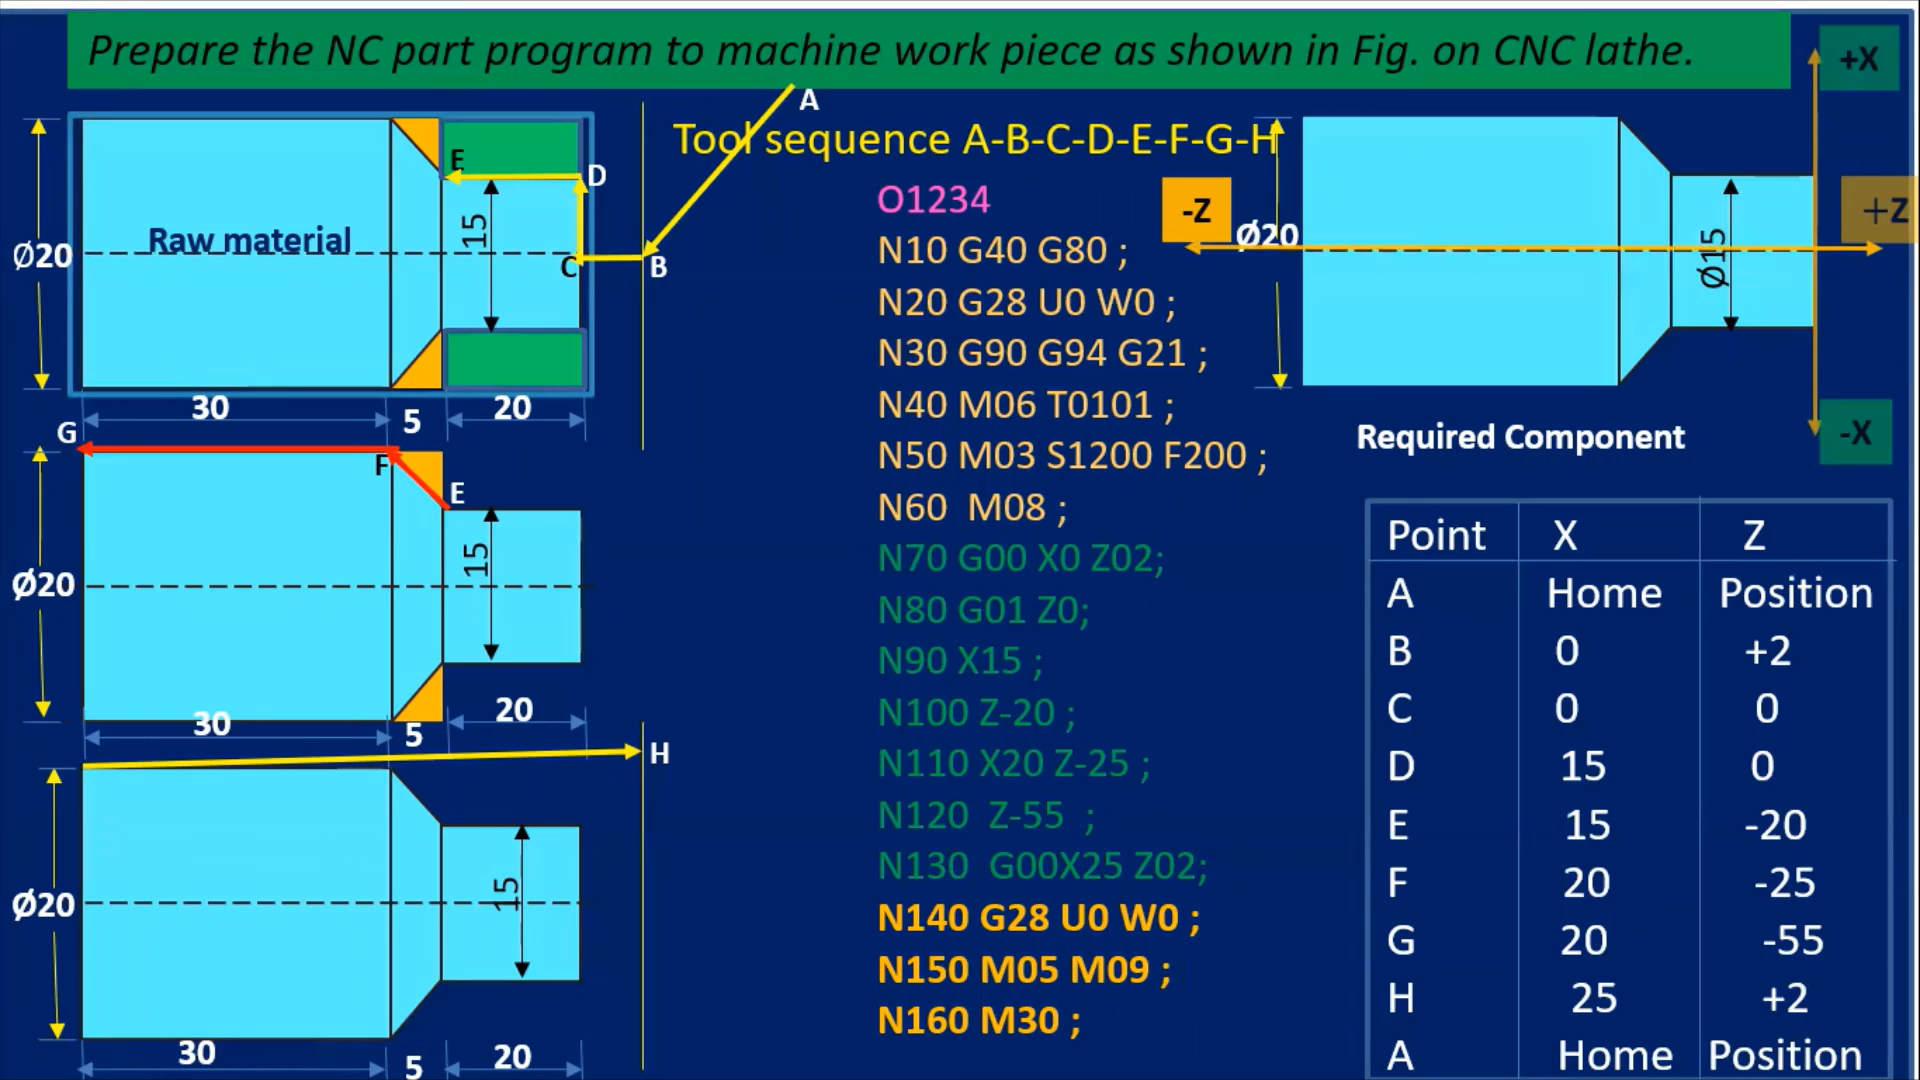 Prepare the NC part program to machine work piece as shown in Fig. on CNC lathe.
+X
A
Tool sequence A-B-C-D-E-F-G-H
E
D
15
Raw material
Ø20
C
B
30
5
20
G
F
E
15
Ø20
30
5
20
H
15
Ø20
30
5
20
O1234
N10 G40 G80 ;
N20 G28 U0 W0 ;
N30 G90 G94 G21 ;
N40 M06 T0101 ;
N50 M03 S1200 F200 ;
N60 M08 ;
N70 G00 X0 Z02;
N80 G01 Z0;
N90 X15 ;
N100 Z-20 ;
N110 X20 Z-25 ;
N120 Z-55 ;
N130 G00X25 Z02;
N140 G28 U0 W0 ;
N150 M05 M09 ;
N160 M30 ;
-Z
+Z
Ø20
Ø15
-X
Required Component
Point X Z
A Home Position
B 0 +2
C 0 0
D 15 0
E 15 -20
F 20 -25
G 20 -55
H 25 +2
A Home Position